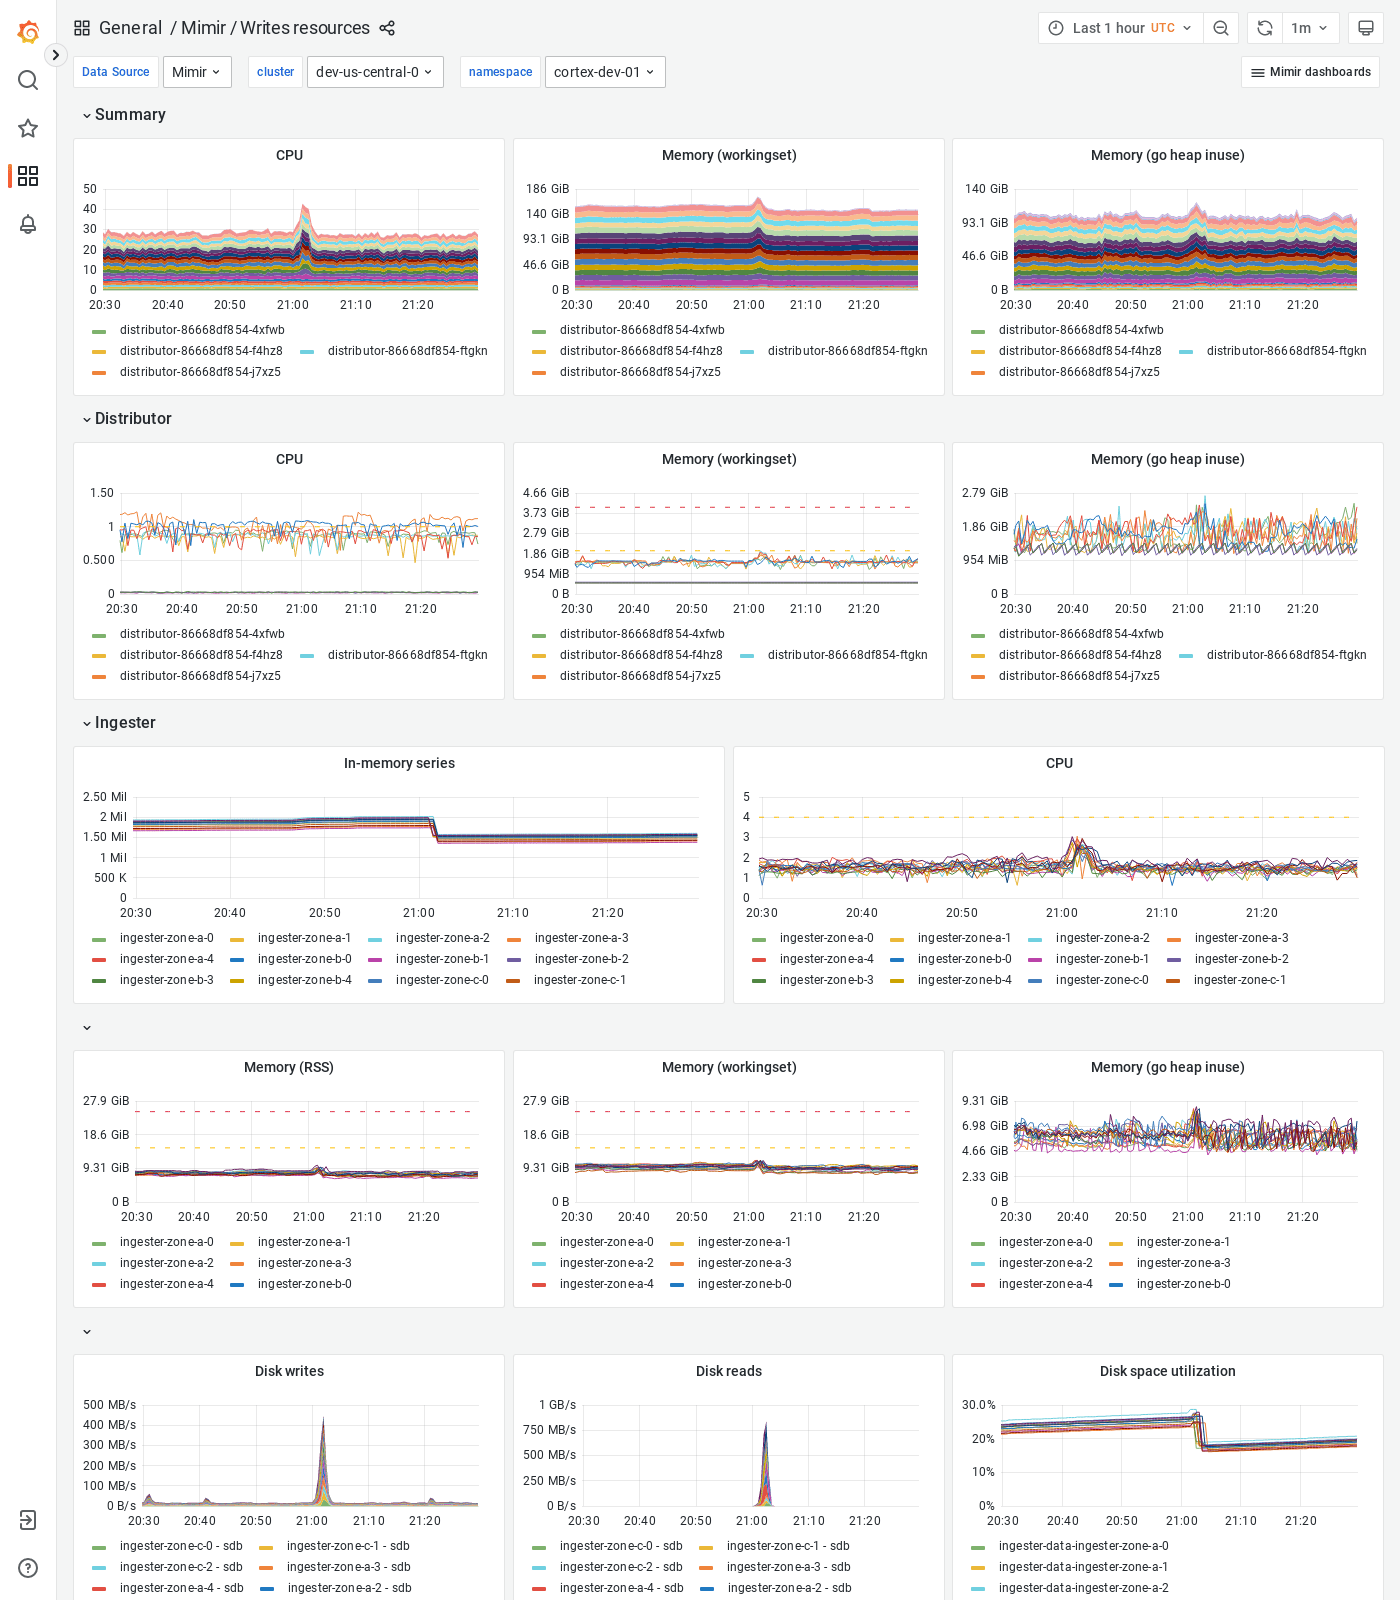 General / Mimir / Writes resources
Last 1 hour UTC
1m
Data Source Mimir cluster dev-us-central-0 namespace cortex-dev-01
Mimir dashboards
Summary
CPU
50
40
30
20
10
0
20:30 20:40 20:50 21:00 21:10 21:20
distributor-86668df854-4xfwb
distributor-86668df854-f4hz8 distributor-86668df854-ftgkn
distributor-86668df854-j7xz5
Memory (workingset)
186 GiB
140 GiB
93.1 GiB
46.6 GiB
0 B
20:30 20:40 20:50 21:00 21:10 21:20
distributor-86668df854-4xfwb
distributor-86668df854-f4hz8 distributor-86668df854-ftgkn
distributor-86668df854-j7xz5
Memory (go heap inuse)
140 GiB
93.1 GiB
46.6 GiB
0 B
20:30 20:40 20:50 21:00 21:10 21:20
distributor-86668df854-4xfwb
distributor-86668df854-f4hz8 distributor-86668df854-ftgkn
distributor-86668df854-j7xz5
Distributor
CPU
1.50
1
0.500
0
20:30 20:40 20:50 21:00 21:10 21:20
distributor-86668df854-4xfwb
distributor-86668df854-f4hz8 distributor-86668df854-ftgkn
distributor-86668df854-j7xz5
Memory (workingset)
4.66 GiB
3.73 GiB
2.79 GiB
1.86 GiB
954 MiB
0 B
20:30 20:40 20:50 21:00 21:10 21:20
distributor-86668df854-4xfwb
distributor-86668df854-f4hz8 distributor-86668df854-ftgkn
distributor-86668df854-j7xz5
Memory (go heap inuse)
2.79 GiB
1.86 GiB
954 MiB
0 B
20:30 20:40 20:50 21:00 21:10 21:20
distributor-86668df854-4xfwb
distributor-86668df854-f4hz8 distributor-86668df854-ftgkn
distributor-86668df854-j7xz5
Ingester
In-memory series
2.50 Mil
2 Mil
1.50 Mil
1 Mil
500 K
0
20:30 20:40 20:50 21:00 21:10 21:20
ingester-zone-a-0 ingester-zone-a-1 ingester-zone-a-2 ingester-zone-a-3
ingester-zone-a-4 ingester-zone-b-0 ingester-zone-b-1 ingester-zone-b-2
ingester-zone-b-3 ingester-zone-b-4 ingester-zone-c-0 ingester-zone-c-1
CPU
5
4
3
2
1
0
20:30 20:40 20:50 21:00 21:10 21:20
ingester-zone-a-0 ingester-zone-a-1 ingester-zone-a-2 ingester-zone-a-3
ingester-zone-a-4 ingester-zone-b-0 ingester-zone-b-1 ingester-zone-b-2
ingester-zone-b-3 ingester-zone-b-4 ingester-zone-c-0 ingester-zone-c-1
Memory (RSS)
27.9 GiB
18.6 GiB
9.31 GiB
0 B
20:30 20:40 20:50 21:00 21:10 21:20
ingester-zone-a-0 ingester-zone-a-1
ingester-zone-a-2 ingester-zone-a-3
ingester-zone-a-4 ingester-zone-b-0
Memory (workingset)
27.9 GiB
18.6 GiB
9.31 GiB
0 B
20:30 20:40 20:50 21:00 21:10 21:20
ingester-zone-a-0 ingester-zone-a-1
ingester-zone-a-2 ingester-zone-a-3
ingester-zone-a-4 ingester-zone-b-0
Memory (go heap inuse)
9.31 GiB
6.98 GiB
4.66 GiB
2.33 GiB
0 B
20:30 20:40 20:50 21:00 21:10 21:20
ingester-zone-a-0 ingester-zone-a-1
ingester-zone-a-2 ingester-zone-a-3
ingester-zone-a-4 ingester-zone-b-0
Disk writes
500 MB/s
400 MB/s
300 MB/s
200 MB/s
100 MB/s
0 B/s
20:30 20:40 20:50 21:00 21:10 21:20
ingester-zone-c-0 - sdb ingester-zone-c-1 - sdb
ingester-zone-c-2 - sdb ingester-zone-a-3 - sdb
ingester-zone-a-4 - sdb ingester-zone-a-2 - sdb
Disk reads
1 GB/s
750 MB/s
500 MB/s
250 MB/s
0 B/s
20:30 20:40 20:50 21:00 21:10 21:20
ingester-zone-c-0 - sdb ingester-zone-c-1 - sdb
ingester-zone-c-2 - sdb ingester-zone-a-3 - sdb
ingester-zone-a-4 - sdb ingester-zone-a-2 - sdb
Disk space utilization
30.0%
20%
10%
0%
20:30 20:40 20:50 21:00 21:10 21:20
ingester-data-ingester-zone-a-0
ingester-data-ingester-zone-a-1
ingester-data-ingester-zone-a-2